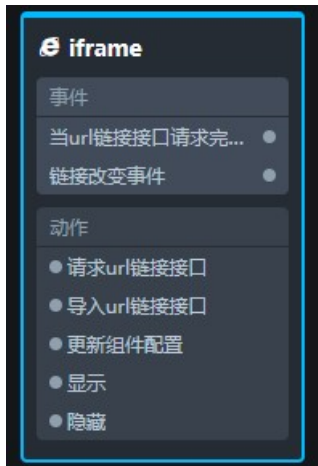 iframe
事件
当url链接接口请求完...
链接改变事件
动作
请求url链接接口
导入url链接接口
更新组件配置
显示
隐藏